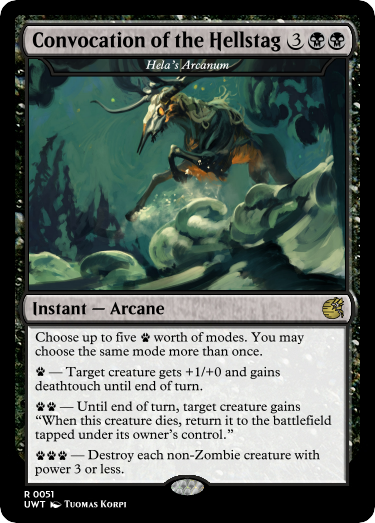 Convocation of the Hellstag 3
Hela's Arcanum
Instant — Arcane
Choose up to five worth of modes. You may
choose the same mode more than once.
— Target creature gets +1/+0 and gains
deathtouch until end of turn.
— Until end of turn, target creature gains
“When this creature dies, return it to the battlefield
tapped under its owner's control.”
— Destroy each non-Zombie creature with
power 3 or less.
R 0051
UWT Tuomas Korpi